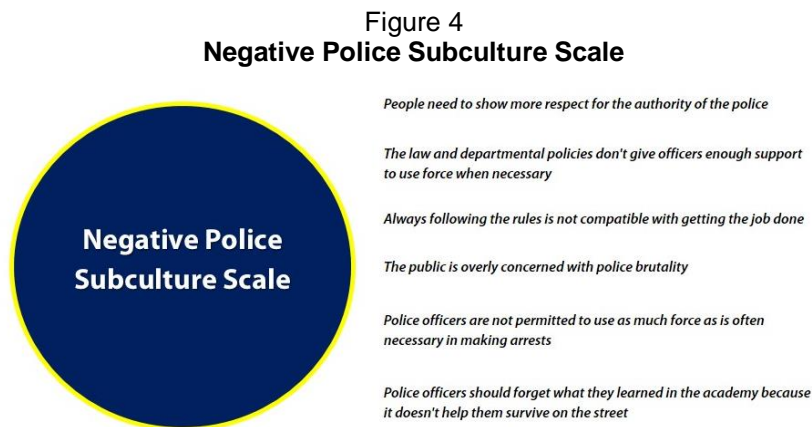 Figure 4
Negative Police Subculture Scale
Negative Police
Subculture Scale
People need to show more respect for the authority of the police
The law and departmental policies don't give officers enough support
to use force when necessary
Always following the rules is not compatible with getting the job done
The public is overly concerned with police brutality
Police officers are not permitted to use as much force as is often
necessary in making arrests
Police officers should forget what they learned in the academy because
it doesn't help them survive on the street